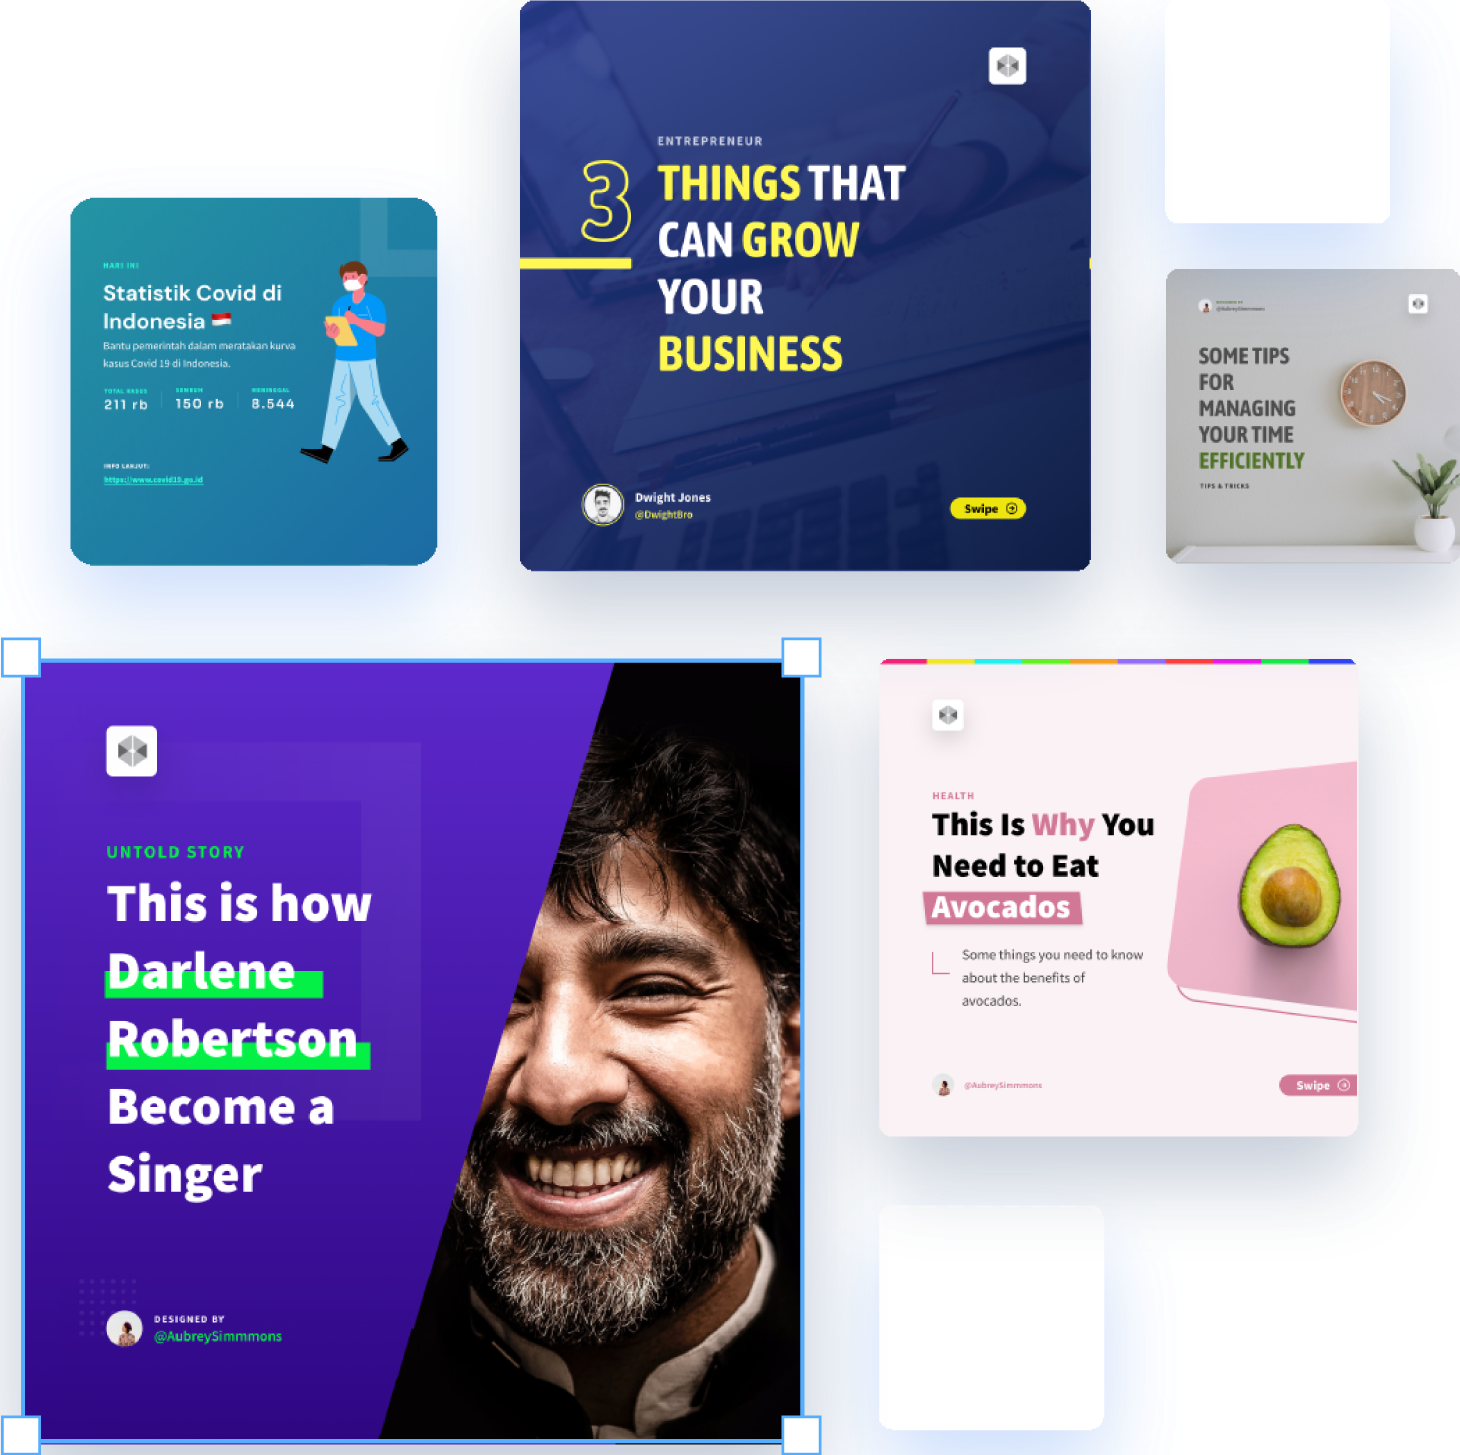 HARI INI
Statistik Covid di
Indonesia
Bantu pemerintah dalam meratakan kurva
kasus Covid 19 di Indonesia.
TOTAL KASUS
211 rb
SEMBUH
150 rb
MENINGGAL
8.544
INFO LANJUT:
https://www.covid19.go.id
ENTREPRENEUR
3
THINGS THAT
CAN GROW
YOUR
BUSINESS
Dwight Jones
@DwightBro
Swipe
DESIGNED BY
@AubreySimmmons
SOME TIPS
FOR
MANAGING
YOUR TIME
EFFICIENTLY
TIPS & TRICKS
UNTOLD STORY
This is how
Darlene
Robertson
Become a
Singer
DESIGNED BY
@AubreySimmmons
HEALTH
This Is Why You
Need to Eat
Avocados
Some things you need to know
about the benefits of
avocados.
@AubreySimmmons
Swipe